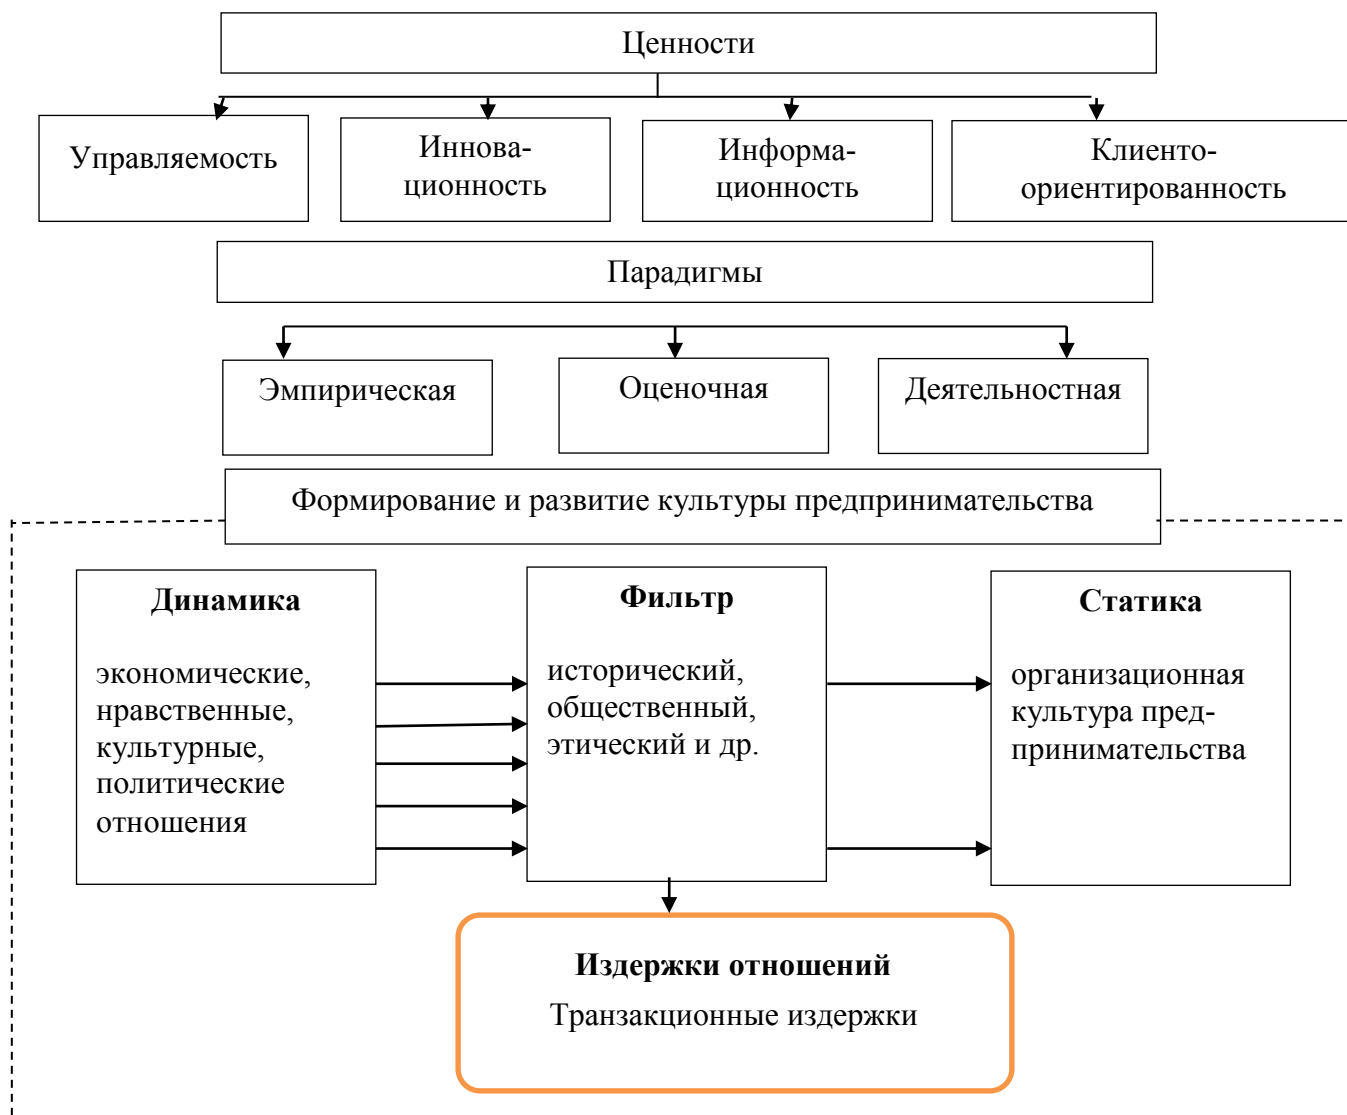 Ценности
Управляемость
Иннова-
ционность
Информа-
ционность
Клиенто-
ориентированность
Парадигмы
Эмпирическая
Оценочная
Деятельностная
Формирование и развитие культуры предпринимательства
Динамика
экономические,
нравственные,
культурные,
политические
отношения
Фильтр
исторический,
общественный,
этический и др.
Статика
организационная
культура пред-
принимательства
Издержки отношений
Транзакционные издержки